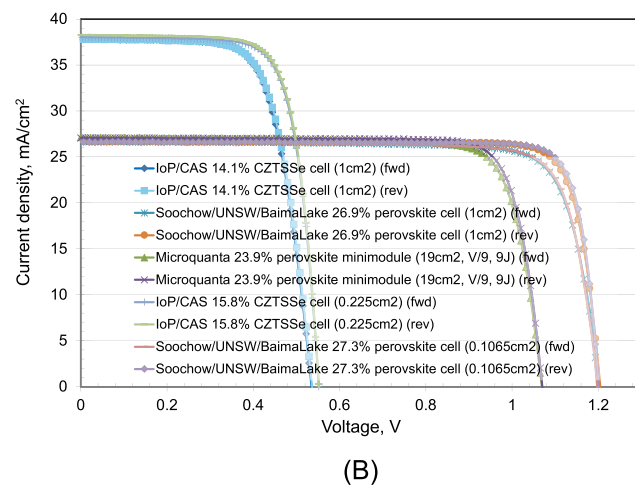 40
35
30
25
20
15
10
5
0
Current density, mA/cm2
IoP/CAS 14.1% CZTSSe cell (1cm2) (fwd)
IoP/CAS 14.1% CZTSSe cell (1cm2) (rev)
Soochow/UNSW/BaimaLake 26.9% perovskite cell (1cm2) (fwd)
Soochow/UNSW/BaimaLake 26.9% perovskite cell (1cm2) (rev)
Microquanta 23.9% perovskite minimodule (19cm2, V/9, 9J) (fwd)
Microquanta 23.9% perovskite minimodule (19cm2, V/9, 9J) (rev)
IoP/CAS 15.8% CZTSSe cell (0.225cm2) (fwd)
IoP/CAS 15.8% CZTSSe cell (0.225cm2) (rev)
Soochow/UNSW/BaimaLake 27.3% perovskite cell (0.1065cm2) (fwd)
Soochow/UNSW/BaimaLake 27.3% perovskite cell (0.1065cm2) (rev)
0 0.2 0.4 0.6 0.8 1 1.2
Voltage, V
(B)